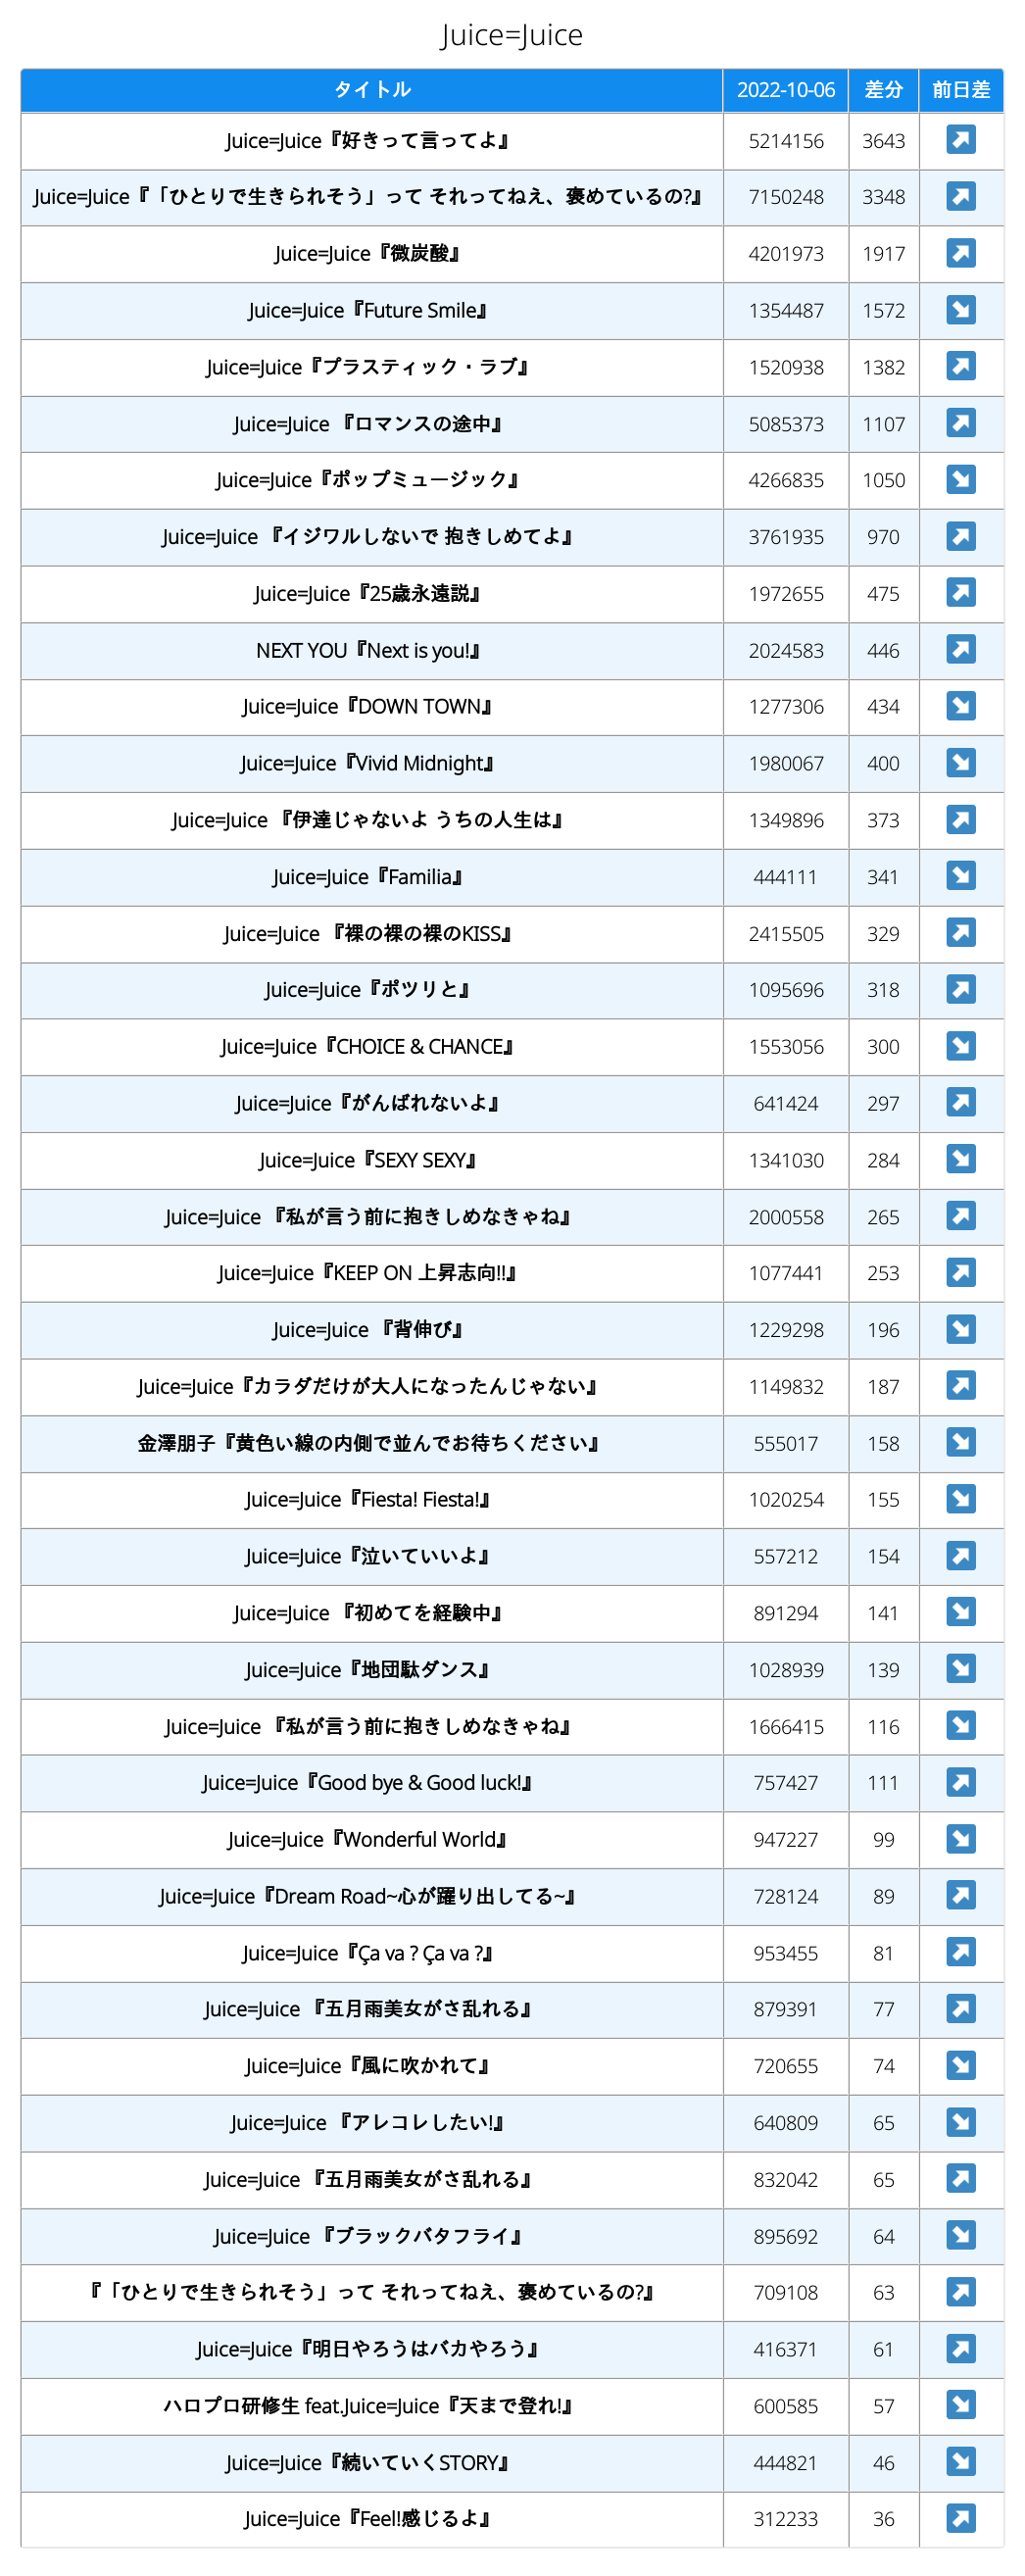 Juice=Juice
タイトル 2022-10-06 差分 前日差
Juice=Juice『好きって言ってよ』 5214156 3643 ↗
Juice=Juice『「ひとりで生きられそう」って それってねえ、褒めているの?』 7150248 3348 ↗
Juice=Juice『微炭酸』 4201973 1917 ↗
Juice=Juice『Future Smile』 1354487 1572 ↘
Juice=Juice『プラスティック・ラブ』 1520938 1382 ↗
Juice=Juice 『ロマンスの途中』 5085373 1107 ↗
Juice=Juice『ポップミュージック』 4266835 1050 ↘
Juice=Juice 『イジワルしないで 抱きしめてよ』 3761935 970 ↗
Juice=Juice『25歳永遠説』 1972655 475 ↗
NEXT YOU『Next is you!』 2024583 446 ↗
Juice=Juice『DOWN TOWN』 1277306 434 ↘
Juice=Juice『Vivid Midnight』 1980067 400 ↘
Juice=Juice 『伊達じゃないよ うちの人生は』 1349896 373 ↗
Juice=Juice『Familia』 444111 341 ↘
Juice=Juice 『裸の裸の裸のKISS』 2415505 329 ↗
Juice=Juice『ポツリと』 1095696 318 ↗
Juice=Juice『CHOICE & CHANCE』 1553056 300 ↘
Juice=Juice『がんばれないよ』 641424 297 ↗
Juice=Juice『SEXY SEXY』 1341030 284 ↘
Juice=Juice 『私が言う前に抱きしめなきゃね』 2000558 265 ↗
Juice=Juice『KEEP ON 上昇志向!!』 1077441 253 ↗
Juice=Juice 『背伸び』 1229298 196 ↘
Juice=Juice『カラダだけが大人になったんじゃない』 1149832 187 ↗
金澤朋子『黄色い線の内側で並んでお待ちください』 555017 158 ↘
Juice=Juice『Fiesta! Fiesta!』 1020254 155 ↘
Juice=Juice『泣いていいよ』 557212 154 ↗
Juice=Juice 『初めてを経験中』 891294 141 ↘
Juice=Juice『地団駄ダンス』 1028939 139 ↘
Juice=Juice 『私が言う前に抱きしめなきゃね』 1666415 116 ↘
Juice=Juice『Good bye & Good luck!』 757427 111 ↗
Juice=Juice『Wonderful World』 947227 99 ↘
Juice=Juice『Dream Road~心が躍り出してる~』 728124 89 ↗
Juice=Juice『Ça va ? Ça va ?』 953455 81 ↗
Juice=Juice 『五月雨美女がさ乱れる』 879391 77 ↗
Juice=Juice『風に吹かれて』 720655 74 ↘
Juice=Juice 『アレコレしたい!』 640809 65 ↘
Juice=Juice 『五月雨美女がさ乱れる』 832042 65 ↗
Juice=Juice 『ブラックバタフライ』 895692 64 ↘
『「ひとりで生きられそう」って それってねえ、褒めているの?』 709108 63 ↗
Juice=Juice『明日やろうはバカやろう』 416371 61 ↗
ハロプロ研修生 feat.Juice=Juice『天まで登れ!』 600585 57 ↘
Juice=Juice『続いていくSTORY』 444821 46 ↘
Juice=Juice『Feel!感じるよ』 312233 36 ↗